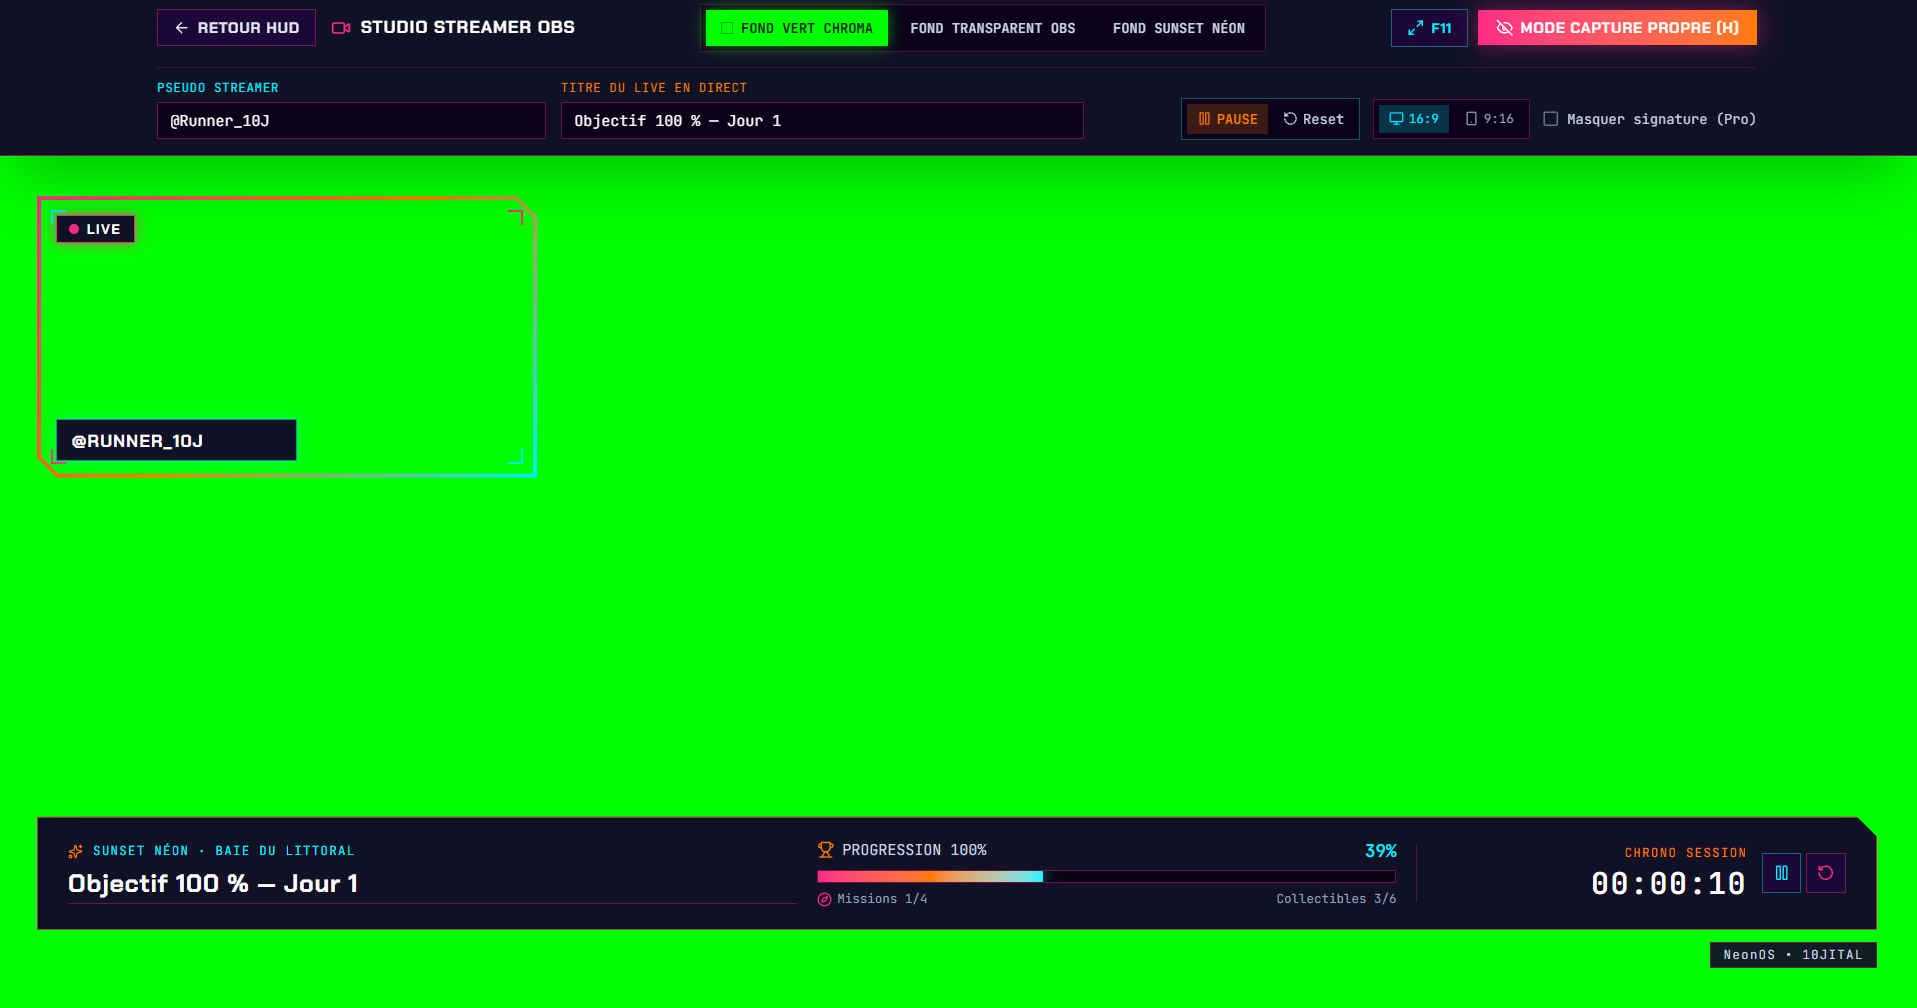 RETOUR HUD
STUDIO STREAMER OBS
FOND VERT CHROMA
FOND TRANSPARENT OBS
FOND SUNSET NÉON
F11
MODE CAPTURE PROPRE (H)
PSEUDO STREAMER
@Runner_10J
TITRE DU LIVE EN DIRECT
Objectif 100 % — Jour 1
PAUSE
Reset
16:9
9:16
Masquer signature (Pro)
LIVE
@RUNNER_10J
SUNSET NÉON · BAIE DU LITTORAL
Objectif 100 % — Jour 1
PROGRESSION 100%
39%
Missions 1/4
Collectibles 3/6
CHRONO SESSION
00:00:10
NeonOS • 10JITAL